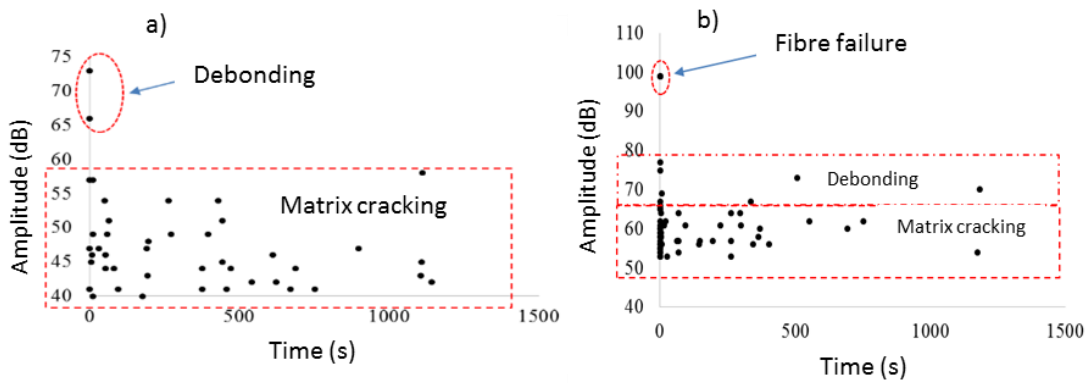 a)
Debonding
Matrix cracking
75
70
65
60
55
50
45
40
0
500
1000
1500
Amplitude (dB)
Time (s)
b)
Fibre failure
Debonding
Matrix cracking
110
100
90
80
70
60
50
40
0
500
1000
1500
Amplitude (dB)
Time (s)